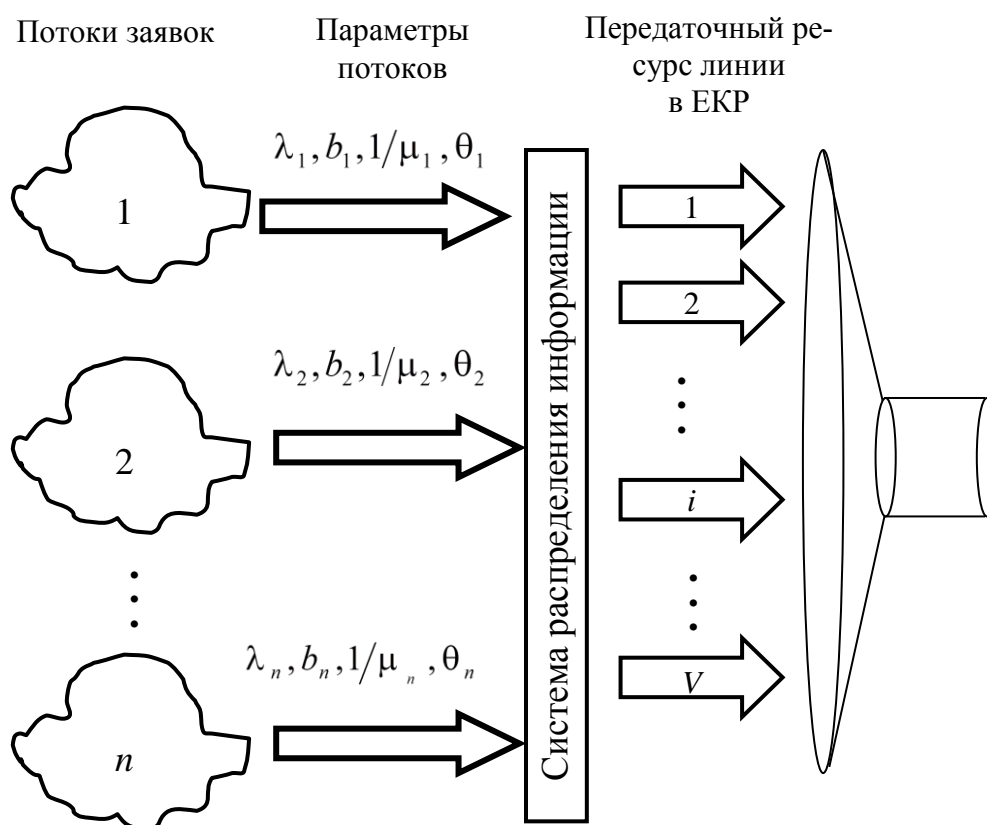 Потоки заявок
Параметры
потоков
Передаточный ре-
сурс линии
в ЕКР
1
λ₁, b₁, 1/μ₁, θ₁
2
λ₂, b₂, 1/μ₂, θ₂
⋮
n
λₙ, bₙ, 1/μₙ, θₙ
Система распределения информации
1
2
⋮
i
⋮
V